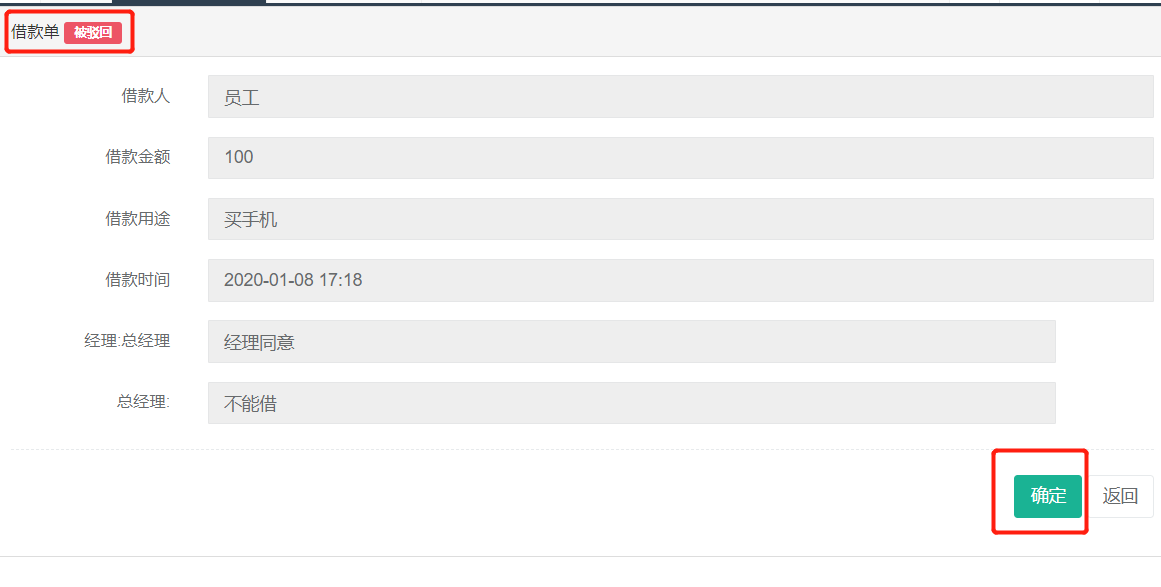 借款单 被驳回
借款人 员工
借款金额 100
借款用途 买手机
借款时间 2020-01-08 17:18
经理:总经理 经理同意
总经理: 不能借
确定 返回